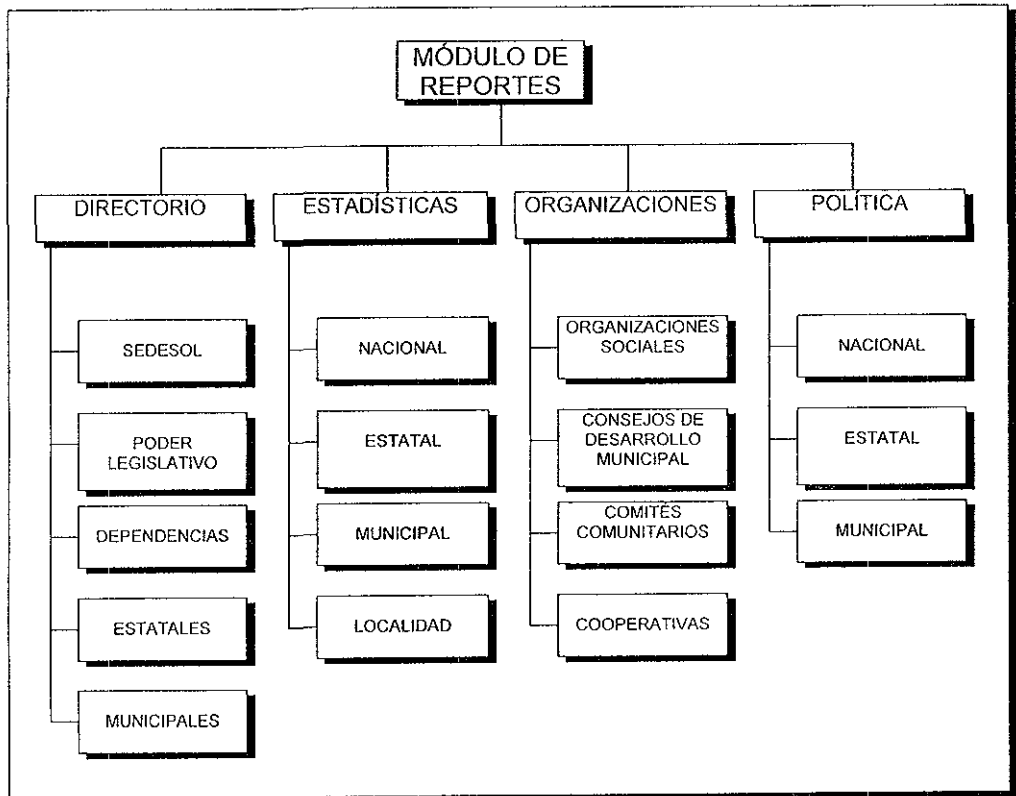 MÓDULO DE
REPORTES
DIRECTORIO
ESTADÍSTICAS
ORGANIZACIONES
POLÍTICA
SEDESOL
PODER
LEGISLATIVO
DEPENDENCIAS
ESTATALES
MUNICIPALES
NACIONAL
ESTATAL
MUNICIPAL
LOCALIDAD
ORGANIZACIONES
SOCIALES
CONSEJOS DE
DESARROLLO
MUNICIPAL
COMITÉS
COMUNITARIOS
COOPERATIVAS
NACIONAL
ESTATAL
MUNICIPAL